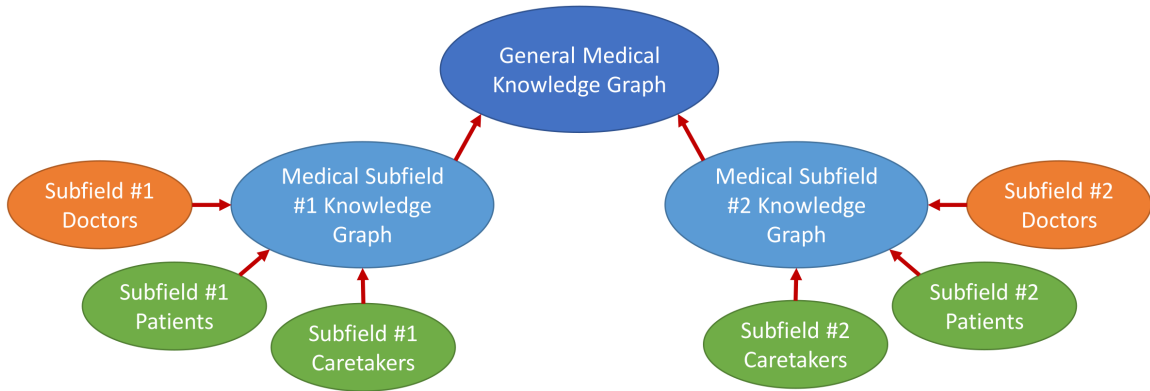 General Medical
Knowledge Graph
Medical Subfield
#1 Knowledge
Graph
Medical Subfield
#2 Knowledge
Graph
Subfield #1
Doctors
Subfield #2
Doctors
Subfield #1
Patients
Subfield #2
Patients
Subfield #1
Caretakers
Subfield #2
Caretakers